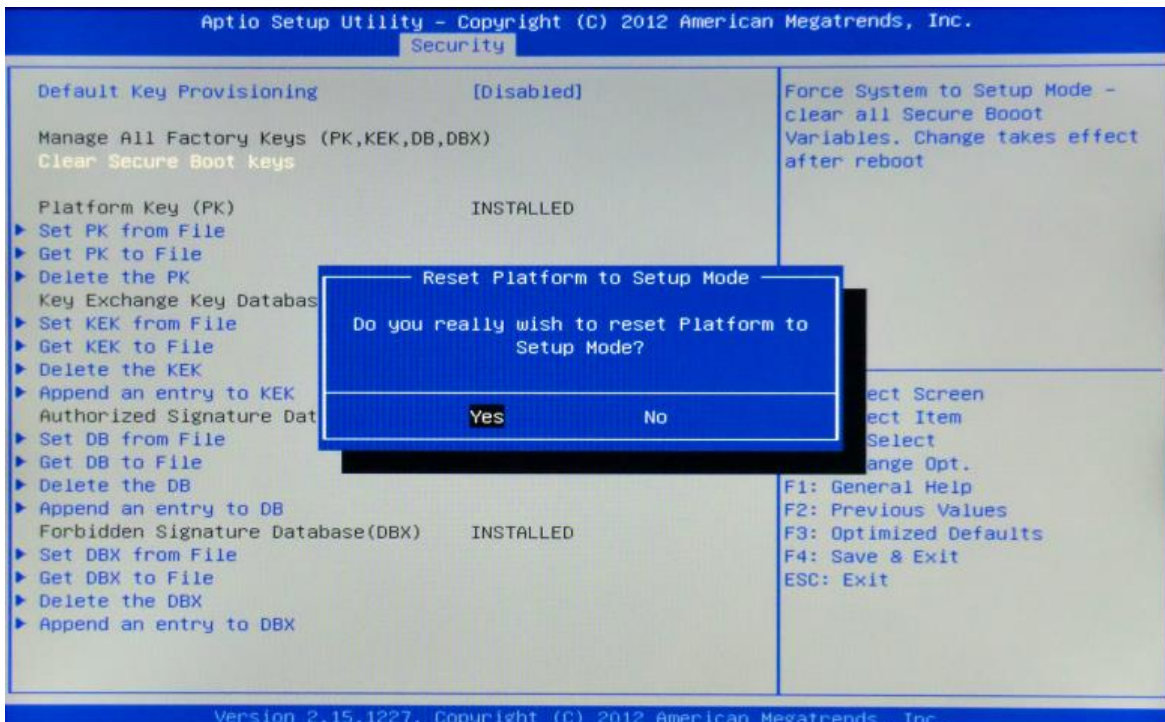 Aptio Setup Utility – Copyright (C) 2012 American Megatrends, Inc.
Security
Default Key Provisioning [Disabled]
Manage All Factory Keys (PK,KEK,DB,DBX)
Clear Secure Boot keys
Platform Key (PK) INSTALLED
Set PK from File
Get PK to File
Delete the PK
Key Exchange Key Databas
Set KEK from File
Get KEK to File
Delete the KEK
Append an entry to KEK
Authorized Signature Dat
Set DB from File
Get DB to File
Delete the DB
Append an entry to DB
Forbidden Signature Database(DBX) INSTALLED
Set DBX from File
Get DBX to File
Delete the DBX
Append an entry to DBX
Reset Platform to Setup Mode
Do you really wish to reset Platform to
Setup Mode?
Yes No
Force System to Setup Mode –
clear all Secure Booot
Variables. Change takes effect
after reboot
ect Screen
ect Item
Select
ange Opt.
F1: General Help
F2: Previous Values
F3: Optimized Defaults
F4: Save & Exit
ESC: Exit
Version 2.15.1227. Copyright (C) 2012 American Megatrends, Inc.